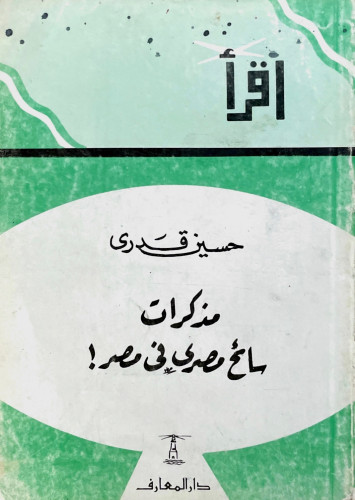 اقرأ
حسين قدرى
مذكرات
سائح مصرى فى مصر!
دار المعارف